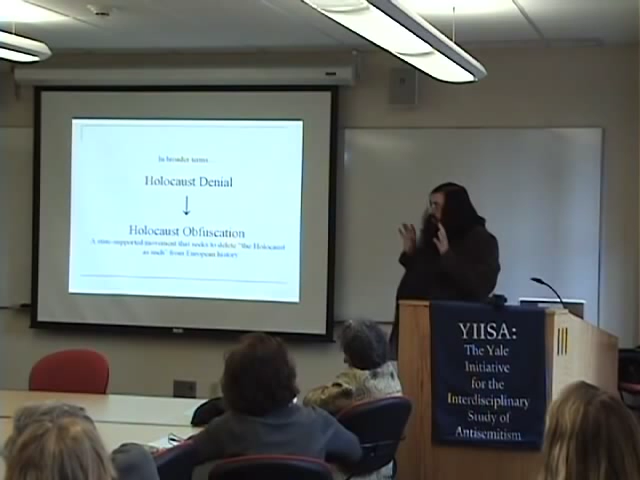 In broader terms...
Holocaust Denial
Holocaust Obfuscation
A state-supported movement that seeks to delete "the Holocaust
as such" from European history
YIISA:
The Yale
Initiative
for the
Interdisciplinary
Study of
Antisemitism